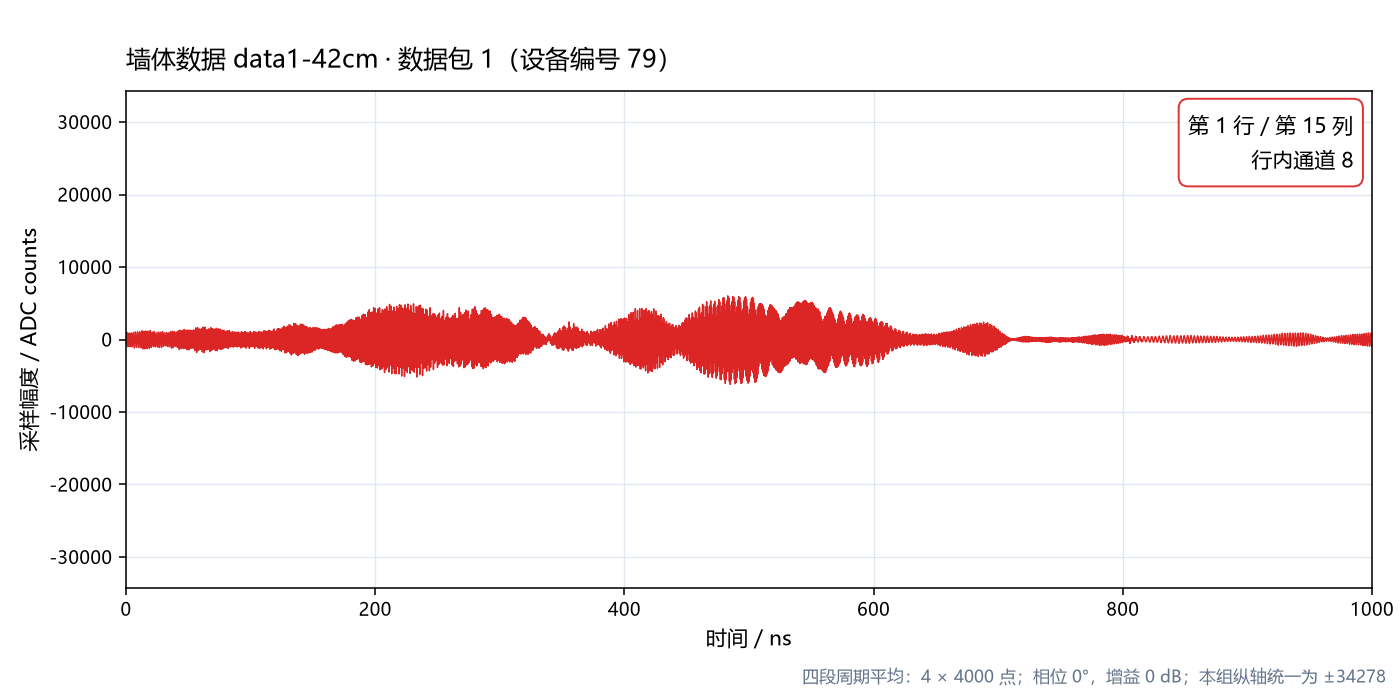 墙体数据 data1-42cm · 数据包 1（设备编号 79）
第 1 行 / 第 15 列
行内通道 8
30000
20000
10000
0
-10000
-20000
-30000
采样幅度 / ADC counts
0 200 400 600 800 1000
时间 / ns
四段周期平均：4 × 4000 点；相位 0°，增益 0 dB；本组纵轴统一为 ±34278